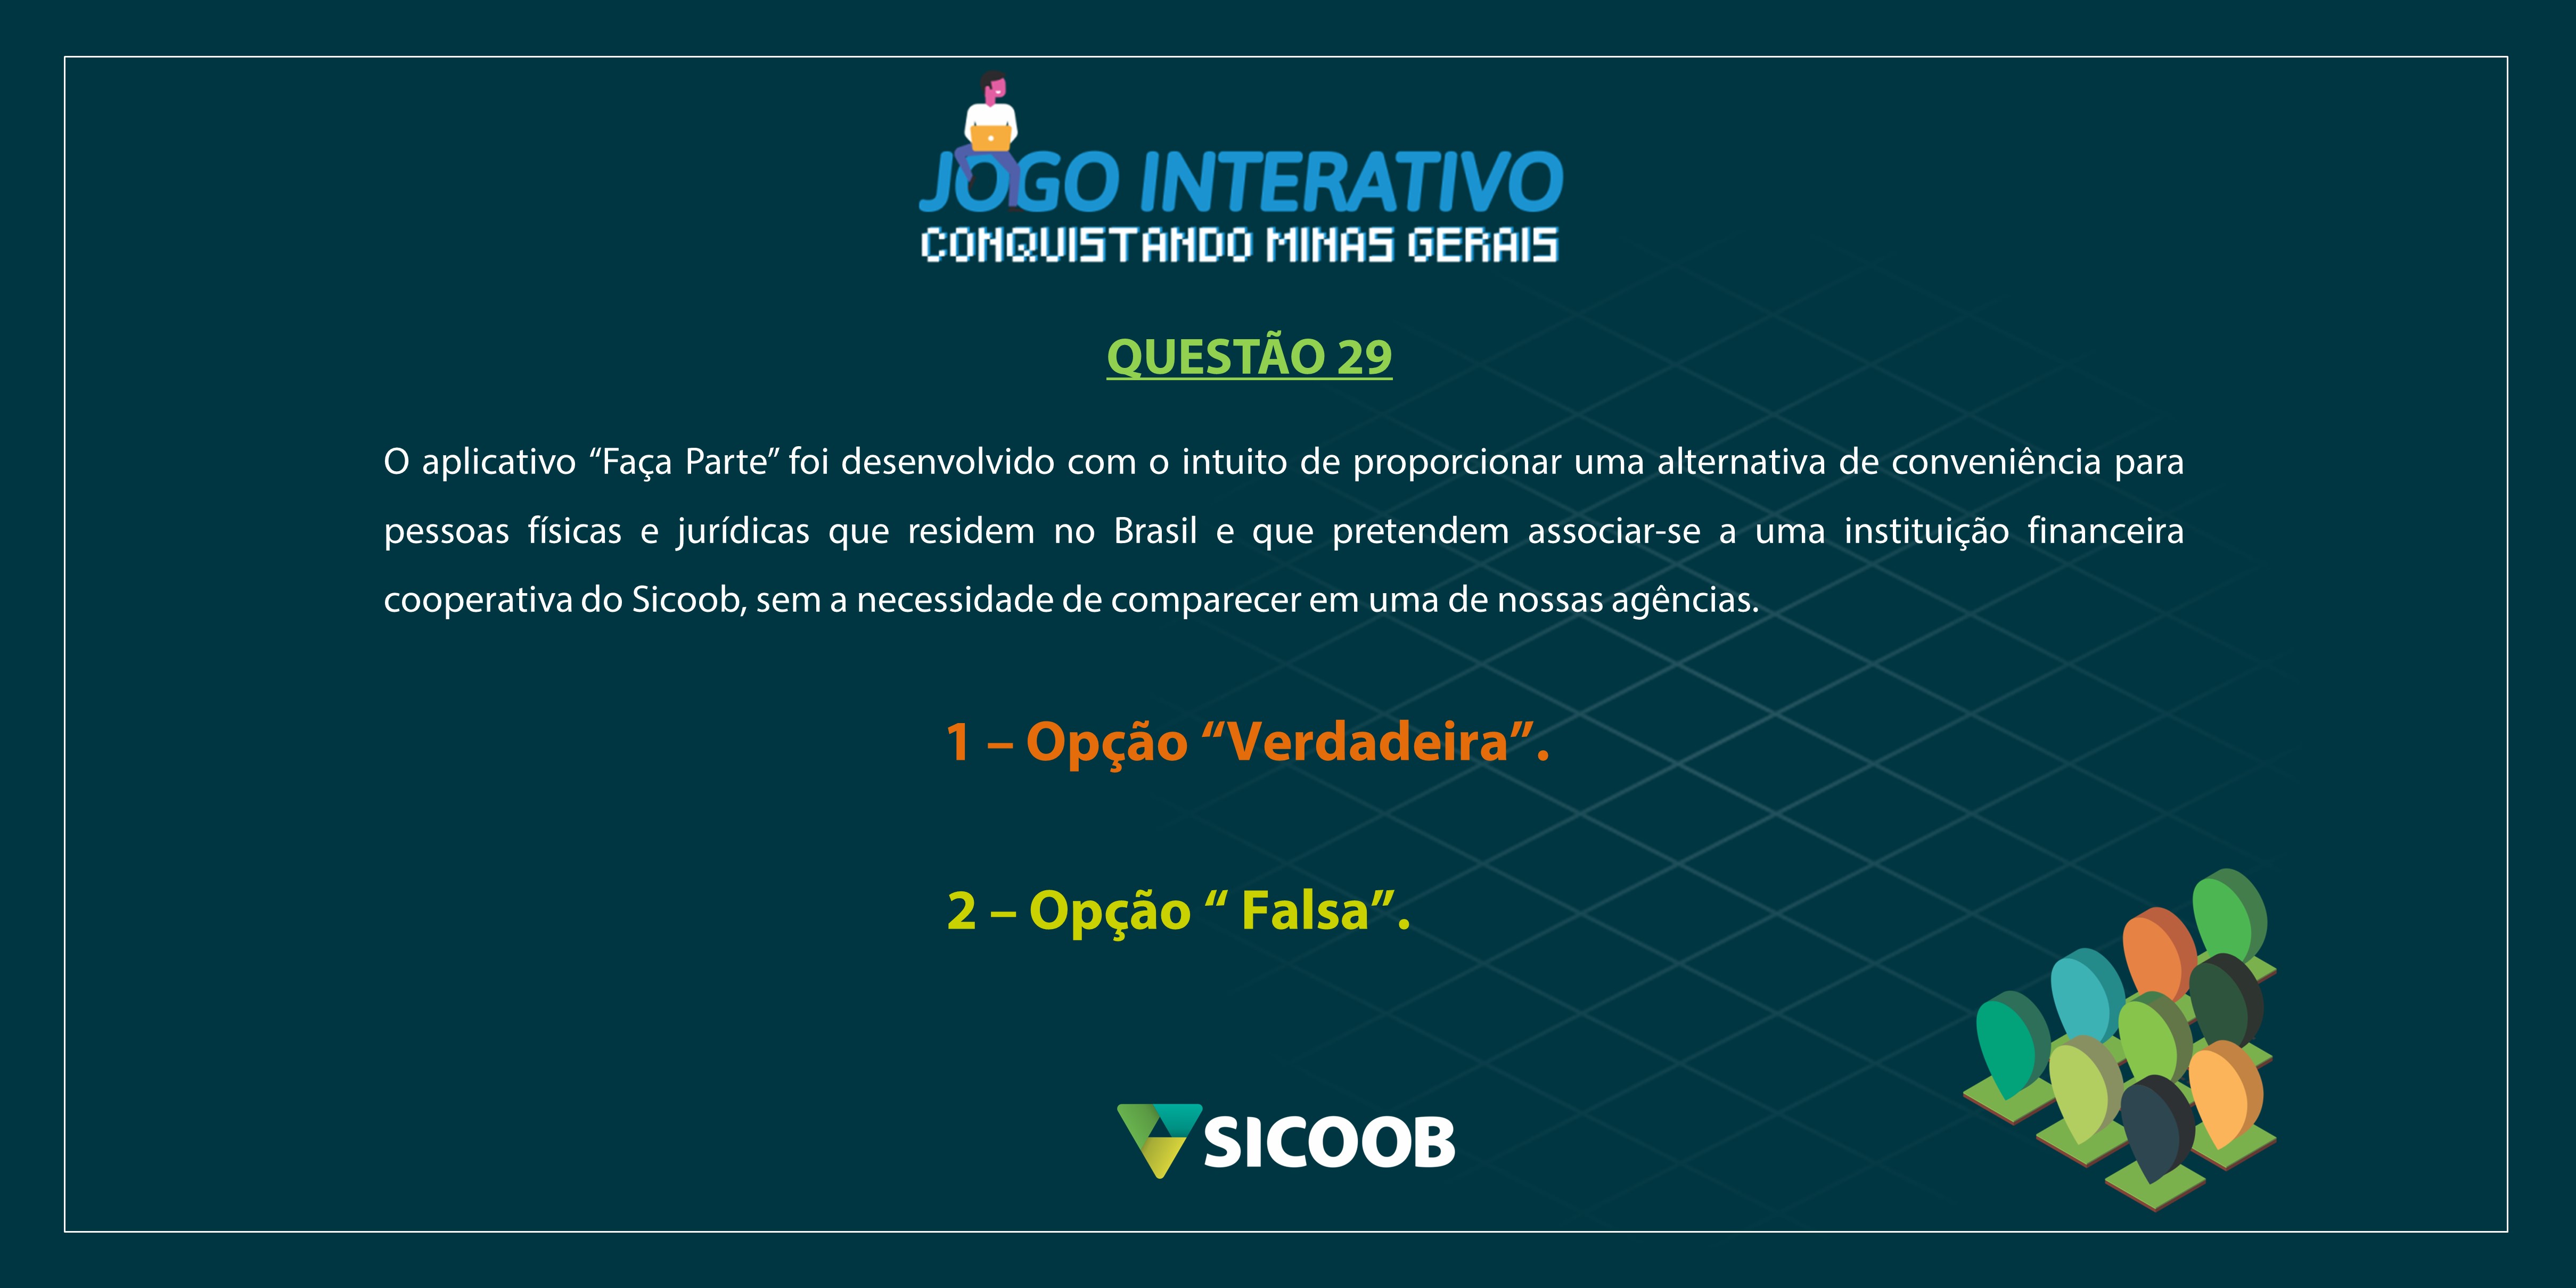 JOGO INTERATIVO
CONQUISTANDO MINAS GERAIS
QUESTÃO 29
O aplicativo “Faça Parte” foi desenvolvido com o intuito de proporcionar uma alternativa de conveniência para
pessoas físicas e jurídicas que residem no Brasil e que pretendem associar-se a uma instituição financeira
cooperativa do Sicoob, sem a necessidade de comparecer em uma de nossas agências.
1 – Opção “Verdadeira”.
2 – Opção “ Falsa”.
SICOOB